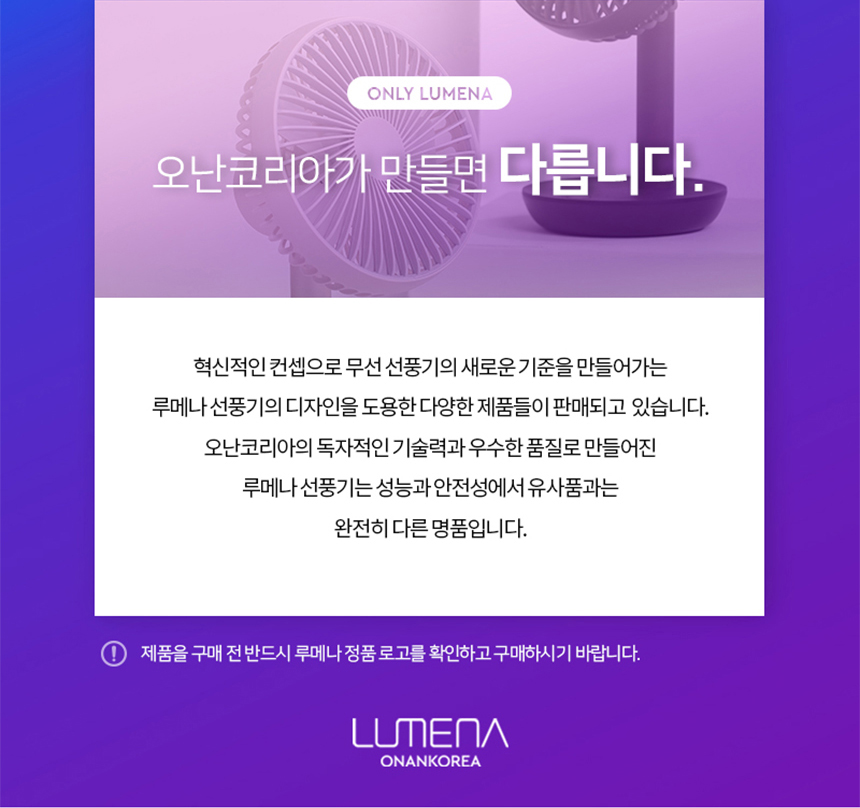 ONLY LUMENA
오난코리아가 만들면 다릅니다.
혁신적인 컨셉으로 무선 선풍기의 새로운 기준을 만들어가는
루메나 선풍기의 디자인을 도용한 다양한 제품들이 판매되고 있습니다.
오난코리아의 독자적인 기술력과 우수한 품질로 만들어진
루메나 선풍기는 성능과 안전성에서 유사품과는
완전히 다른 명품입니다.
제품을 구매 전 반드시 루메나 정품 로고를 확인하고 구매하시기 바랍니다.
LUMENA
ONANKOREA